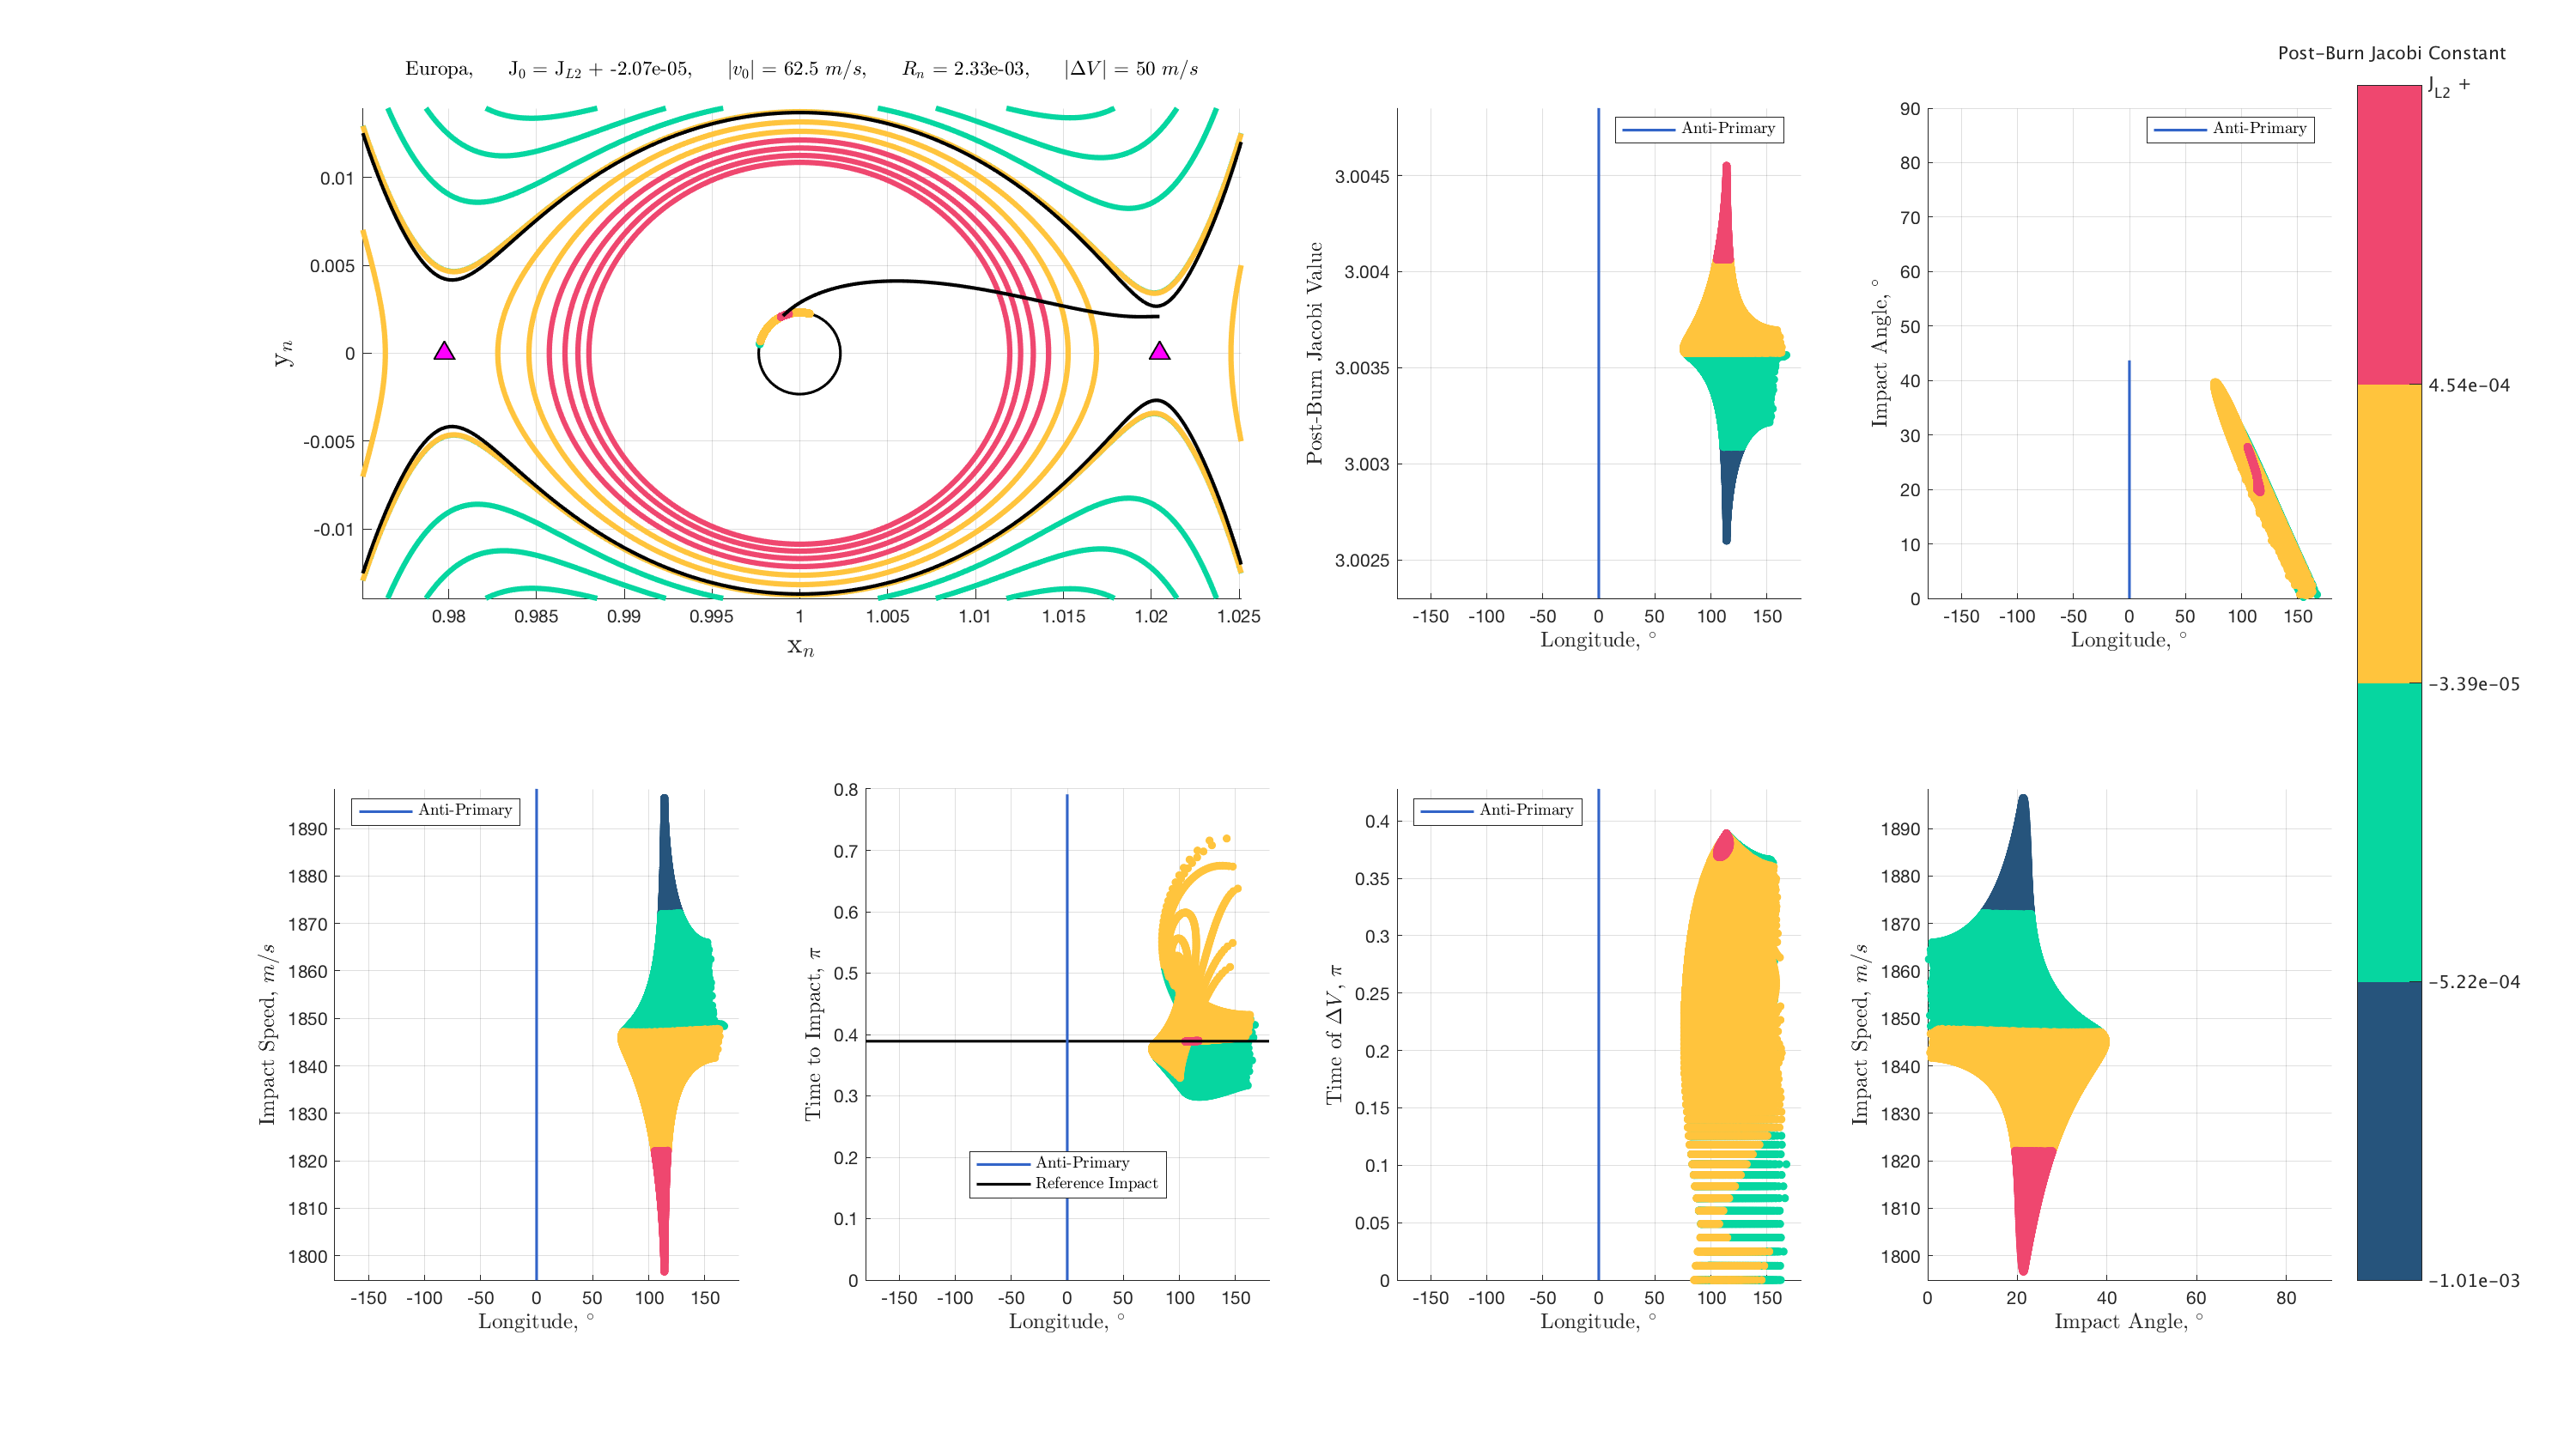 Europa, J0 = JL2 + -2.07e-05, |v0| = 62.5 m/s, Rn = 2.33e-03, |ΔV| = 50 m/s
0.01
0.005
0
-0.005
-0.01
yn
0.98 0.985 0.99 0.995 1 1.005 1.01 1.015 1.02 1.025
xn
Anti-Primary
3.0045
3.004
3.0035
3.003
3.0025
Post-Burn Jacobi Value
-150 -100 -50 0 50 100 150
Longitude, °
Anti-Primary
90
80
70
60
50
40
30
20
10
0
Impact Angle, °
-150 -100 -50 0 50 100 150
Longitude, °
Post-Burn Jacobi Constant
JL2 +
4.54e-04
-3.39e-05
-5.22e-04
-1.01e-03
Anti-Primary
1890
1880
1870
1860
1850
1840
1830
1820
1810
1800
Impact Speed, m/s
-150 -100 -50 0 50 100 150
Longitude, °
0.8
0.7
0.6
0.5
0.4
0.3
0.2
0.1
0
Time to Impact, π
Anti-Primary
Reference Impact
-150 -100 -50 0 50 100 150
Longitude, °
Anti-Primary
0.4
0.35
0.3
0.25
0.2
0.15
0.1
0.05
0
Time of ΔV, π
-150 -100 -50 0 50 100 150
Longitude, °
1890
1880
1870
1860
1850
1840
1830
1820
1810
1800
Impact Speed, m/s
0 20 40 60 80
Impact Angle, °